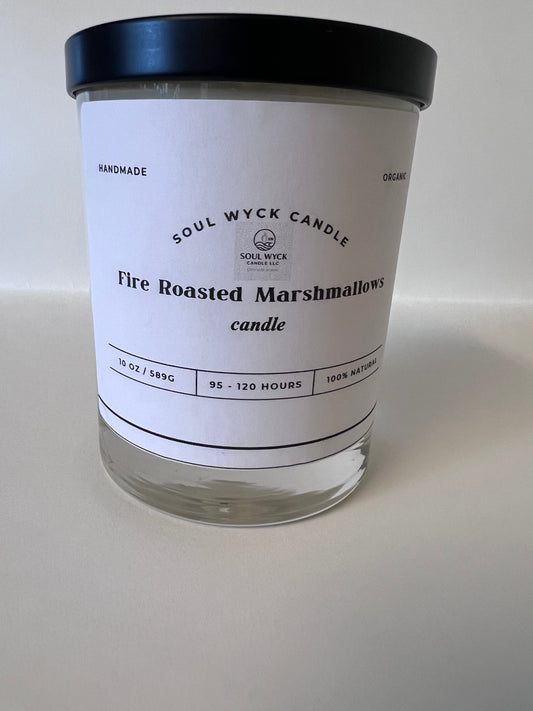 HANDMADE
ORGANIC
SOUL WYCK CANDLE
SOUL WYCK
CANDLE LLC
Fire Roasted Marshmallows
candle
10 OZ / 589G
95 - 120 HOURS
100% NATURAL